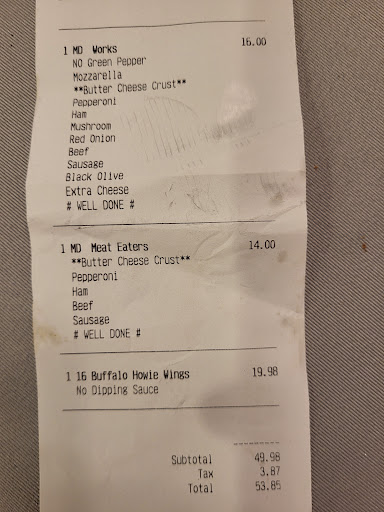 1 MD Works 16.00
NO Green Pepper
Mozzarella
**Butter Cheese Crust**
Pepperoni
Ham
Mushroom
Red Onion
Beef
Sausage
Black Olive
Extra Cheese
# WELL DONE #
1 MD Meat Eaters 14.00
**Butter Cheese Crust**
Pepperoni
Ham
Beef
Sausage
# WELL DONE #
1 16 Buffalo Howie Wings 19.98
No Dipping Sauce
Subtotal 49.98
Tax 3.87
Total 53.85